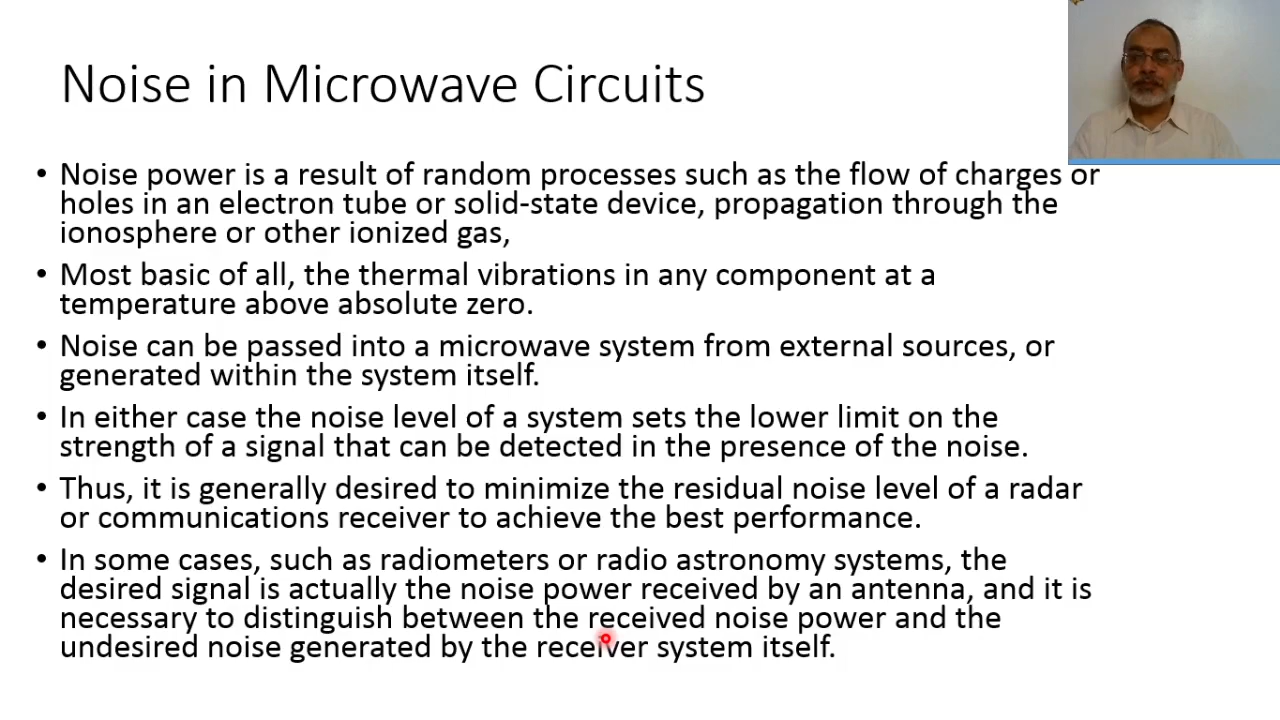 Noise in Microwave Circuits
• Noise power is a result of random processes such as the flow of charges or
holes in an electron tube or solid-state device, propagation through the
ionosphere or other ionized gas,
• Most basic of all, the thermal vibrations in any component at a
temperature above absolute zero.
• Noise can be passed into a microwave system from external sources, or
generated within the system itself.
• In either case the noise level of a system sets the lower limit on the
strength of a signal that can be detected in the presence of the noise.
• Thus, it is generally desired to minimize the residual noise level of a radar
or communications receiver to achieve the best performance.
• In some cases, such as radiometers or radio astronomy systems, the
desired signal is actually the noise power received by an antenna, and it is
necessary to distinguish between the received noise power and the
undesired noise generated by the receiver system itself.